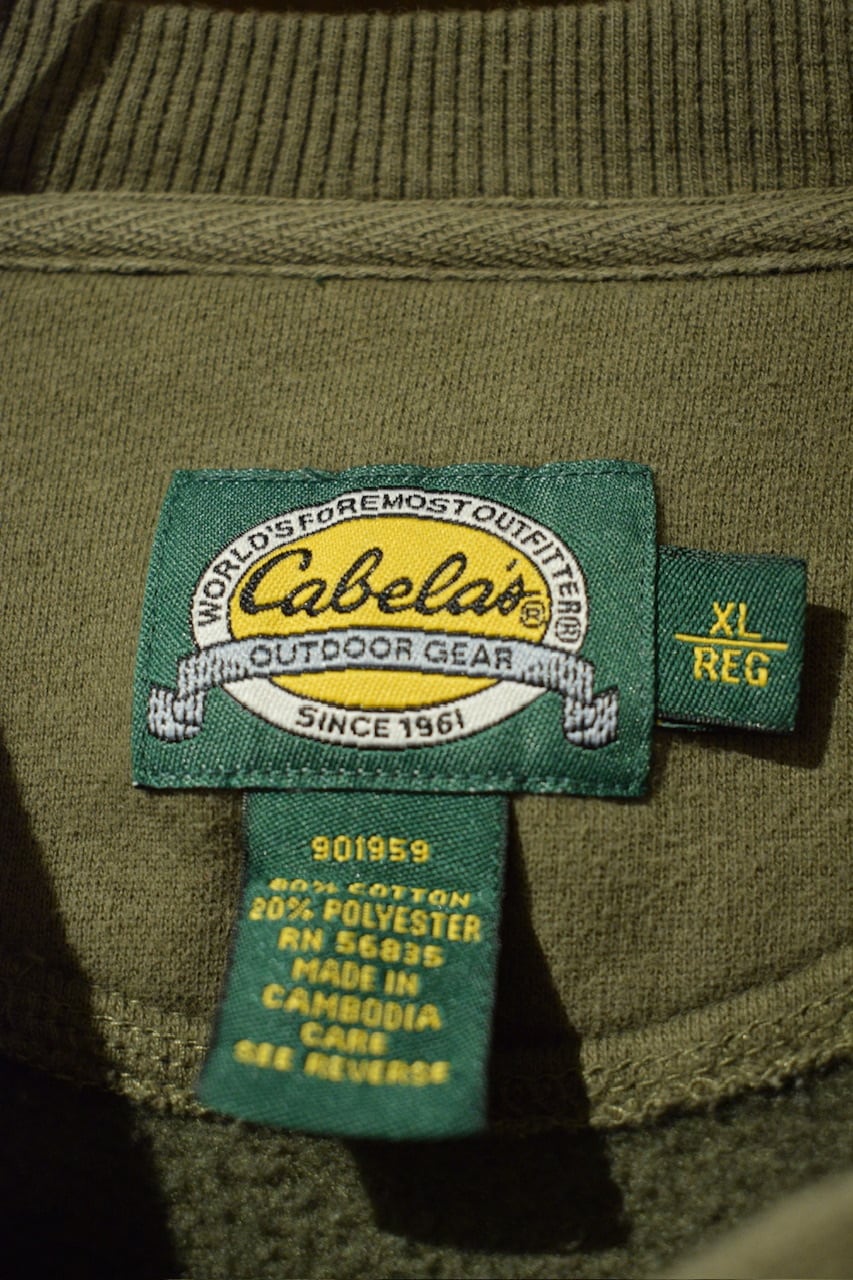 WORLD'S FOREMOST OUTFITTER®
Cabela's®
OUTDOOR GEAR
SINCE 1961
XL
REG
901959
80% COTTON
20% POLYESTER
RN 56835
MADE IN
CAMBODIA
CARE
SEE REVERSE